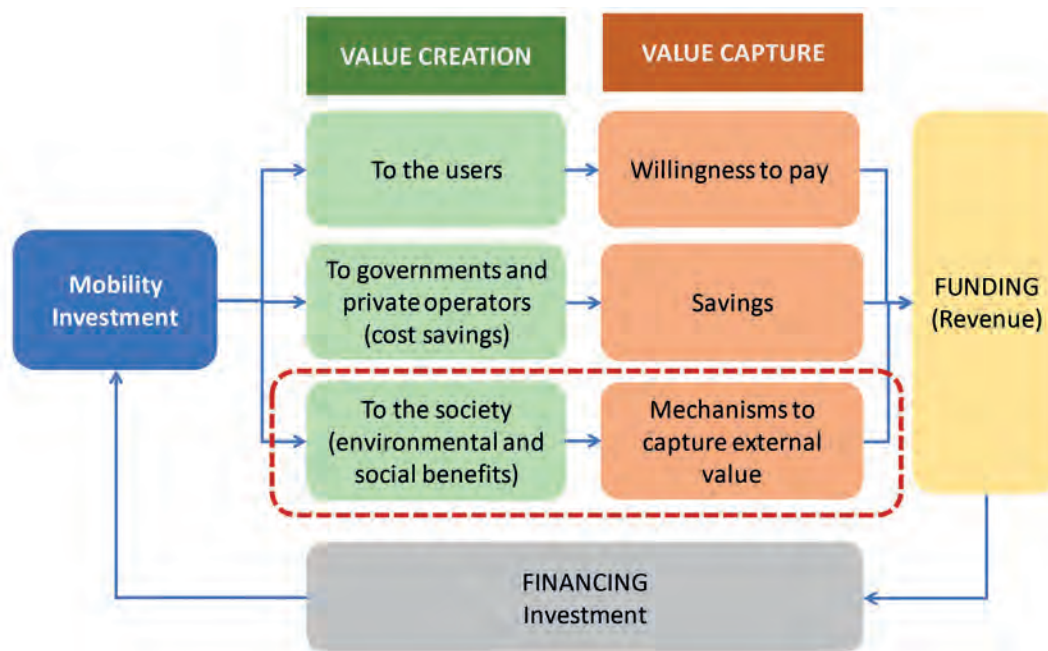 VALUE CREATION
VALUE CAPTURE
To the users
Willingness to pay
Mobility
Investment
To governments and
private operators
(cost savings)
Savings
FUNDING
(Revenue)
To the society
(environmental and
social benefits)
Mechanisms to
capture external
value
FINANCING
Investment